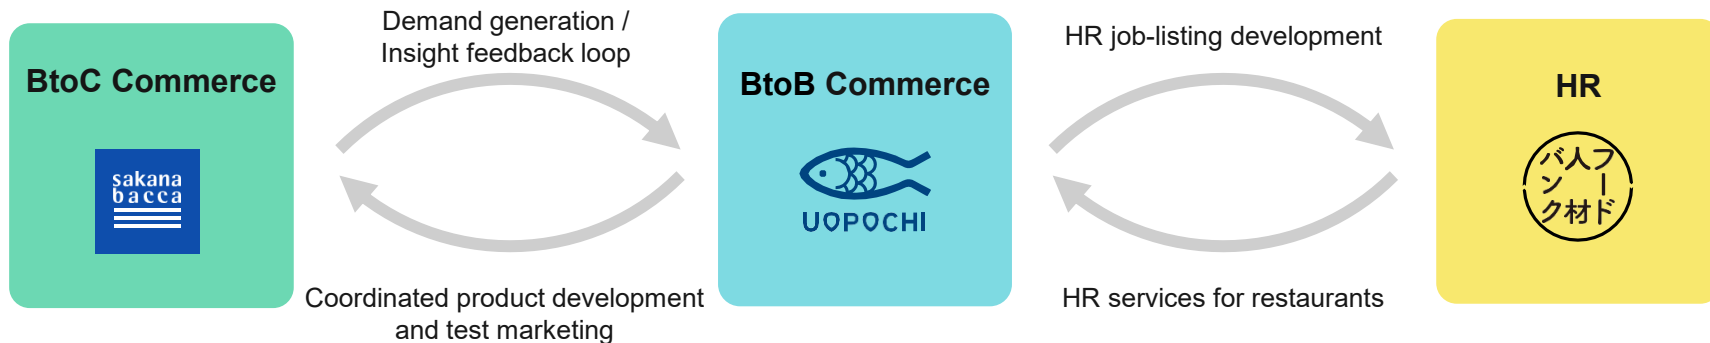 Demand generation /
Insight feedback loop
HR job-listing development
BtoC Commerce
BtoB Commerce
HR
sakana
bacca
UOPOCHI
フード
人材
バンク
Coordinated product development
and test marketing
HR services for restaurants